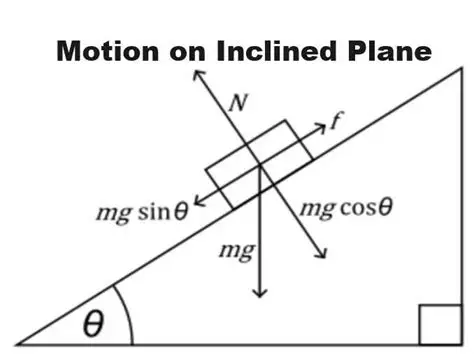 Motion on Inclined Plane
N
f
mg sinθ
mg cosθ
mg
θ